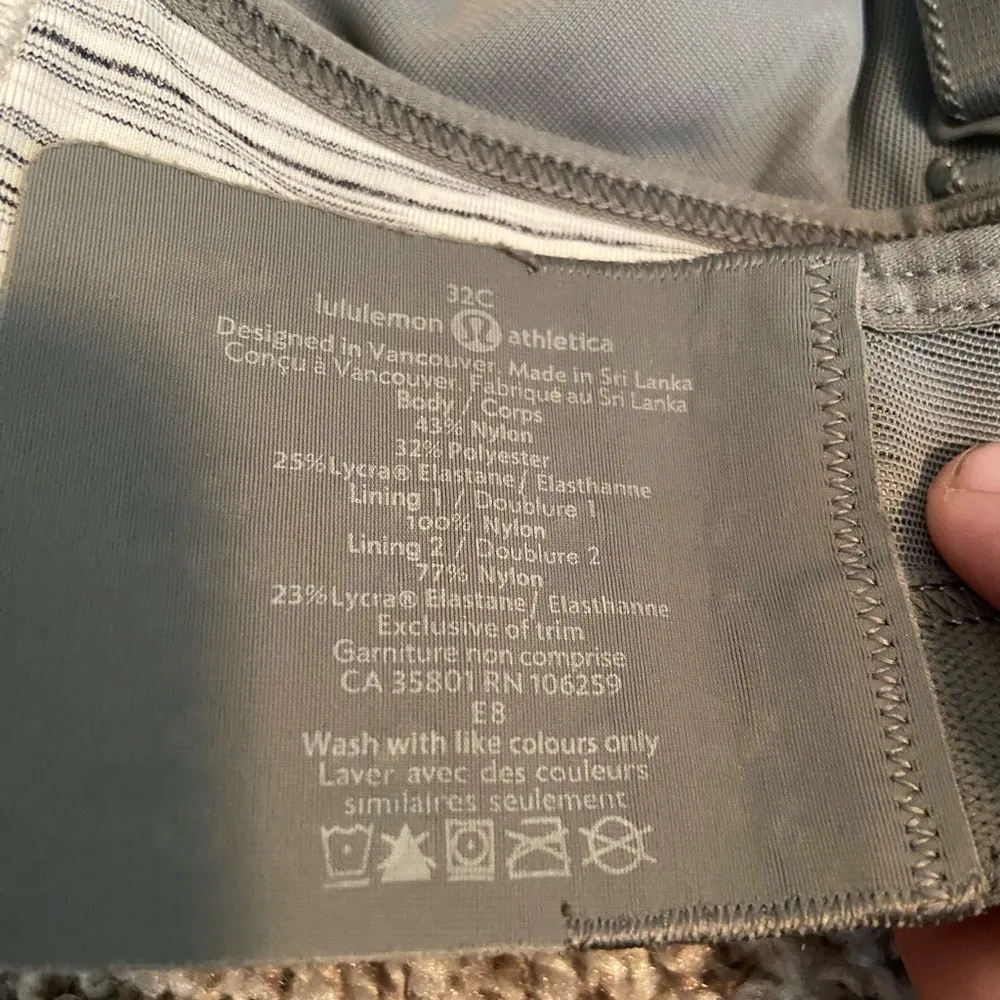 32C
lululemon athletica
Designed in Vancouver. Made in Sri Lanka
Conçu à Vancouver. Fabriqué au Sri Lanka
Body / Corps
43% Nylon
32% Polyester
25% Lycra® Elastane / Elasthanne
Lining 1 / Doublure 1
100% Nylon
Lining 2 / Doublure 2
77% Nylon
23% Lycra® Elastane / Elasthanne
Exclusive of trim
Garniture non comprise
CA 35801 RN 106259
E8
Wash with like colours only
Laver avec des couleurs
similaires seulement